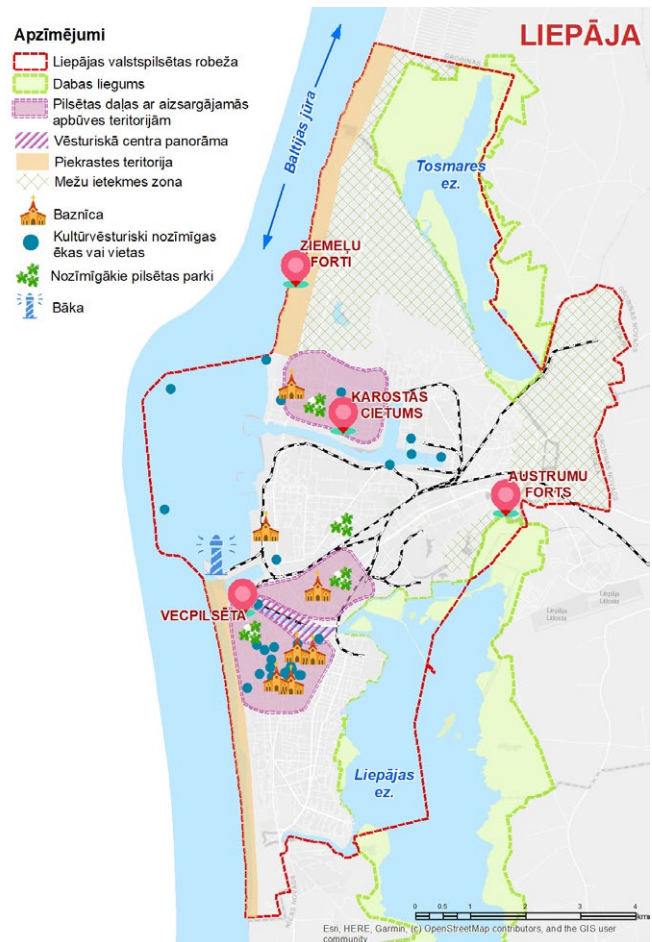 LIEPĀJA
Apzīmējumi
Liepājas valstspilsētas robeža
Dabas liegums
Pilsētas daļas ar aizsargājamās
apbūves teritorijām
Vēsturiskā centra panorāma
Piekrastes teritorija
Mežu ietekmes zona
Baznīca
Kultūrvēsturiski nozīmīgas
ēkas vai vietas
Nozīmīgākie pilsētas parki
Bāka
Baltijas jūra
Tosmares
ez.
ZIEMEĻU
FORTI
KAROSTAS
CIETUMS
AUSTRUMU
FORTS
VECPILSĒTA
Liepāja
Lidosta
Liepājas
ez.
0 0.5 1 2 3 4
km
Esri, HERE, Garmin, (c) OpenStreetMap contributors, and the GIS user
community